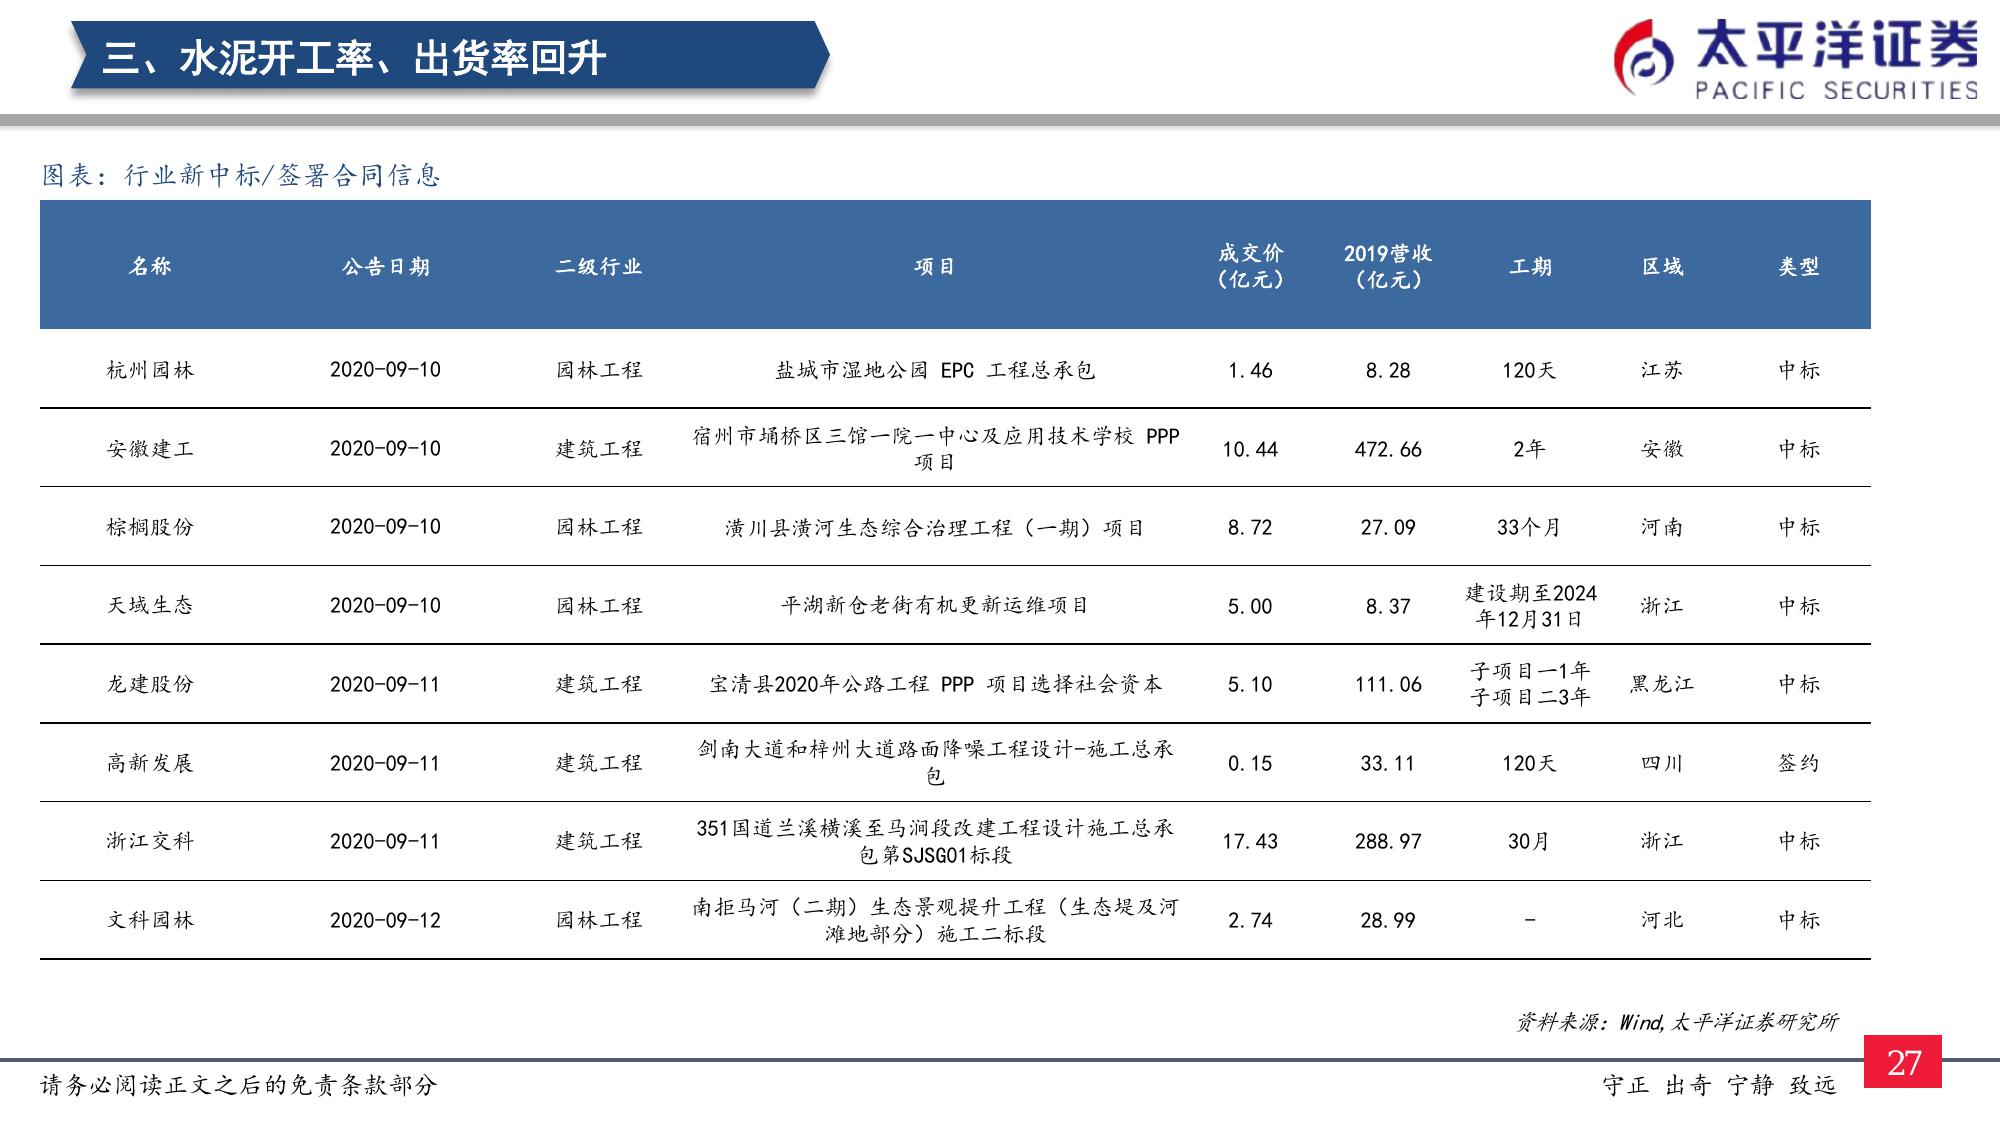 三、水泥开工率、出货率回升
太平洋证券
PACIFIC SECURITIES
图表：行业新中标/签署合同信息
名称 公告日期 二级行业 项目 成交价（亿元） 2019营收（亿元） 工期 区域 类型
杭州园林 2020-09-10 园林工程 盐城市湿地公园 EPC 工程总承包 1.46 8.28 120天 江苏 中标
安徽建工 2020-09-10 建筑工程 宿州市埇桥区三馆一院一中心及应用技术学校 PPP 项目 10.44 472.66 2年 安徽 中标
棕榈股份 2020-09-10 园林工程 潢川县潢河生态综合治理工程（一期）项目 8.72 27.09 33个月 河南 中标
天域生态 2020-09-10 园林工程 平湖新仓老街有机更新运维项目 5.00 8.37 建设期至2024年12月31日 浙江 中标
龙建股份 2020-09-11 建筑工程 宝清县2020年公路工程 PPP 项目选择社会资本 5.10 111.06 子项目一1年 子项目二3年 黑龙江 中标
高新发展 2020-09-11 建筑工程 剑南大道和梓州大道路面降噪工程设计-施工总承包 0.15 33.11 120天 四川 签约
浙江交科 2020-09-11 建筑工程 351国道兰溪横溪至马涧段改建工程设计施工总承包第SJSG01标段 17.43 288.97 30月 浙江 中标
文科园林 2020-09-12 园林工程 南拒马河（二期）生态景观提升工程（生态堤及河滩地部分）施工二标段 2.74 28.99 - 河北 中标
资料来源：Wind,太平洋证券研究所
请务必阅读正文之后的免责条款部分
守正 出奇 宁静 致远
27